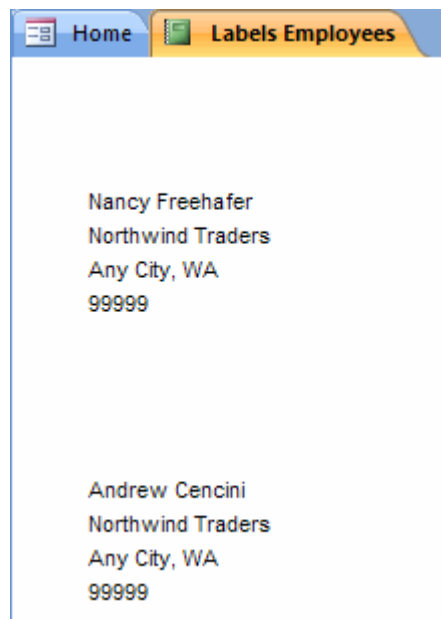 Home Labels Employees
Nancy Freehafer
Northwind Traders
Any City, WA
99999
Andrew Cencini
Northwind Traders
Any City, WA
99999